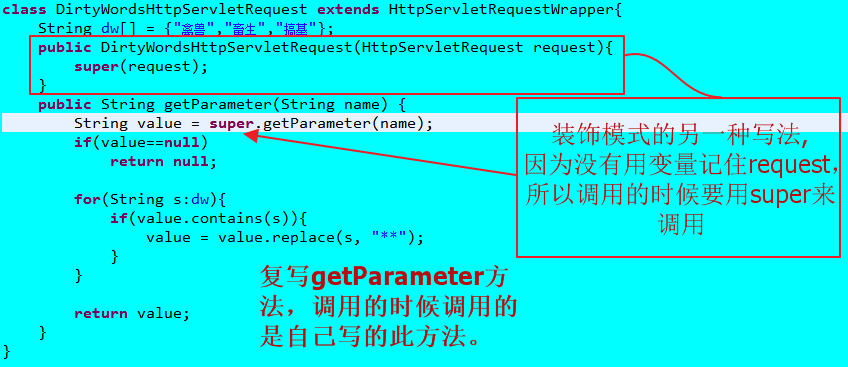 class DirtyWordsHttpServletRequest extends HttpServletRequestWrapper{
String dw[] = {"禽兽","畜生","搞基"};
public DirtyWordsHttpServletRequest(HttpServletRequest request){
super(request);
}
public String getParameter(String name) {
String value = super.getParameter(name);
if(value==null)
return null;
for(String s:dw){
if(value.contains(s)){
value = value.replace(s, "**");
}
}
return value;
}
}
装饰模式的另一种写法,
因为没有用变量记住request，
所以调用的时候要用super来
调用
复写getParameter方
法，调用的时候调用的
是自己写的此方法。